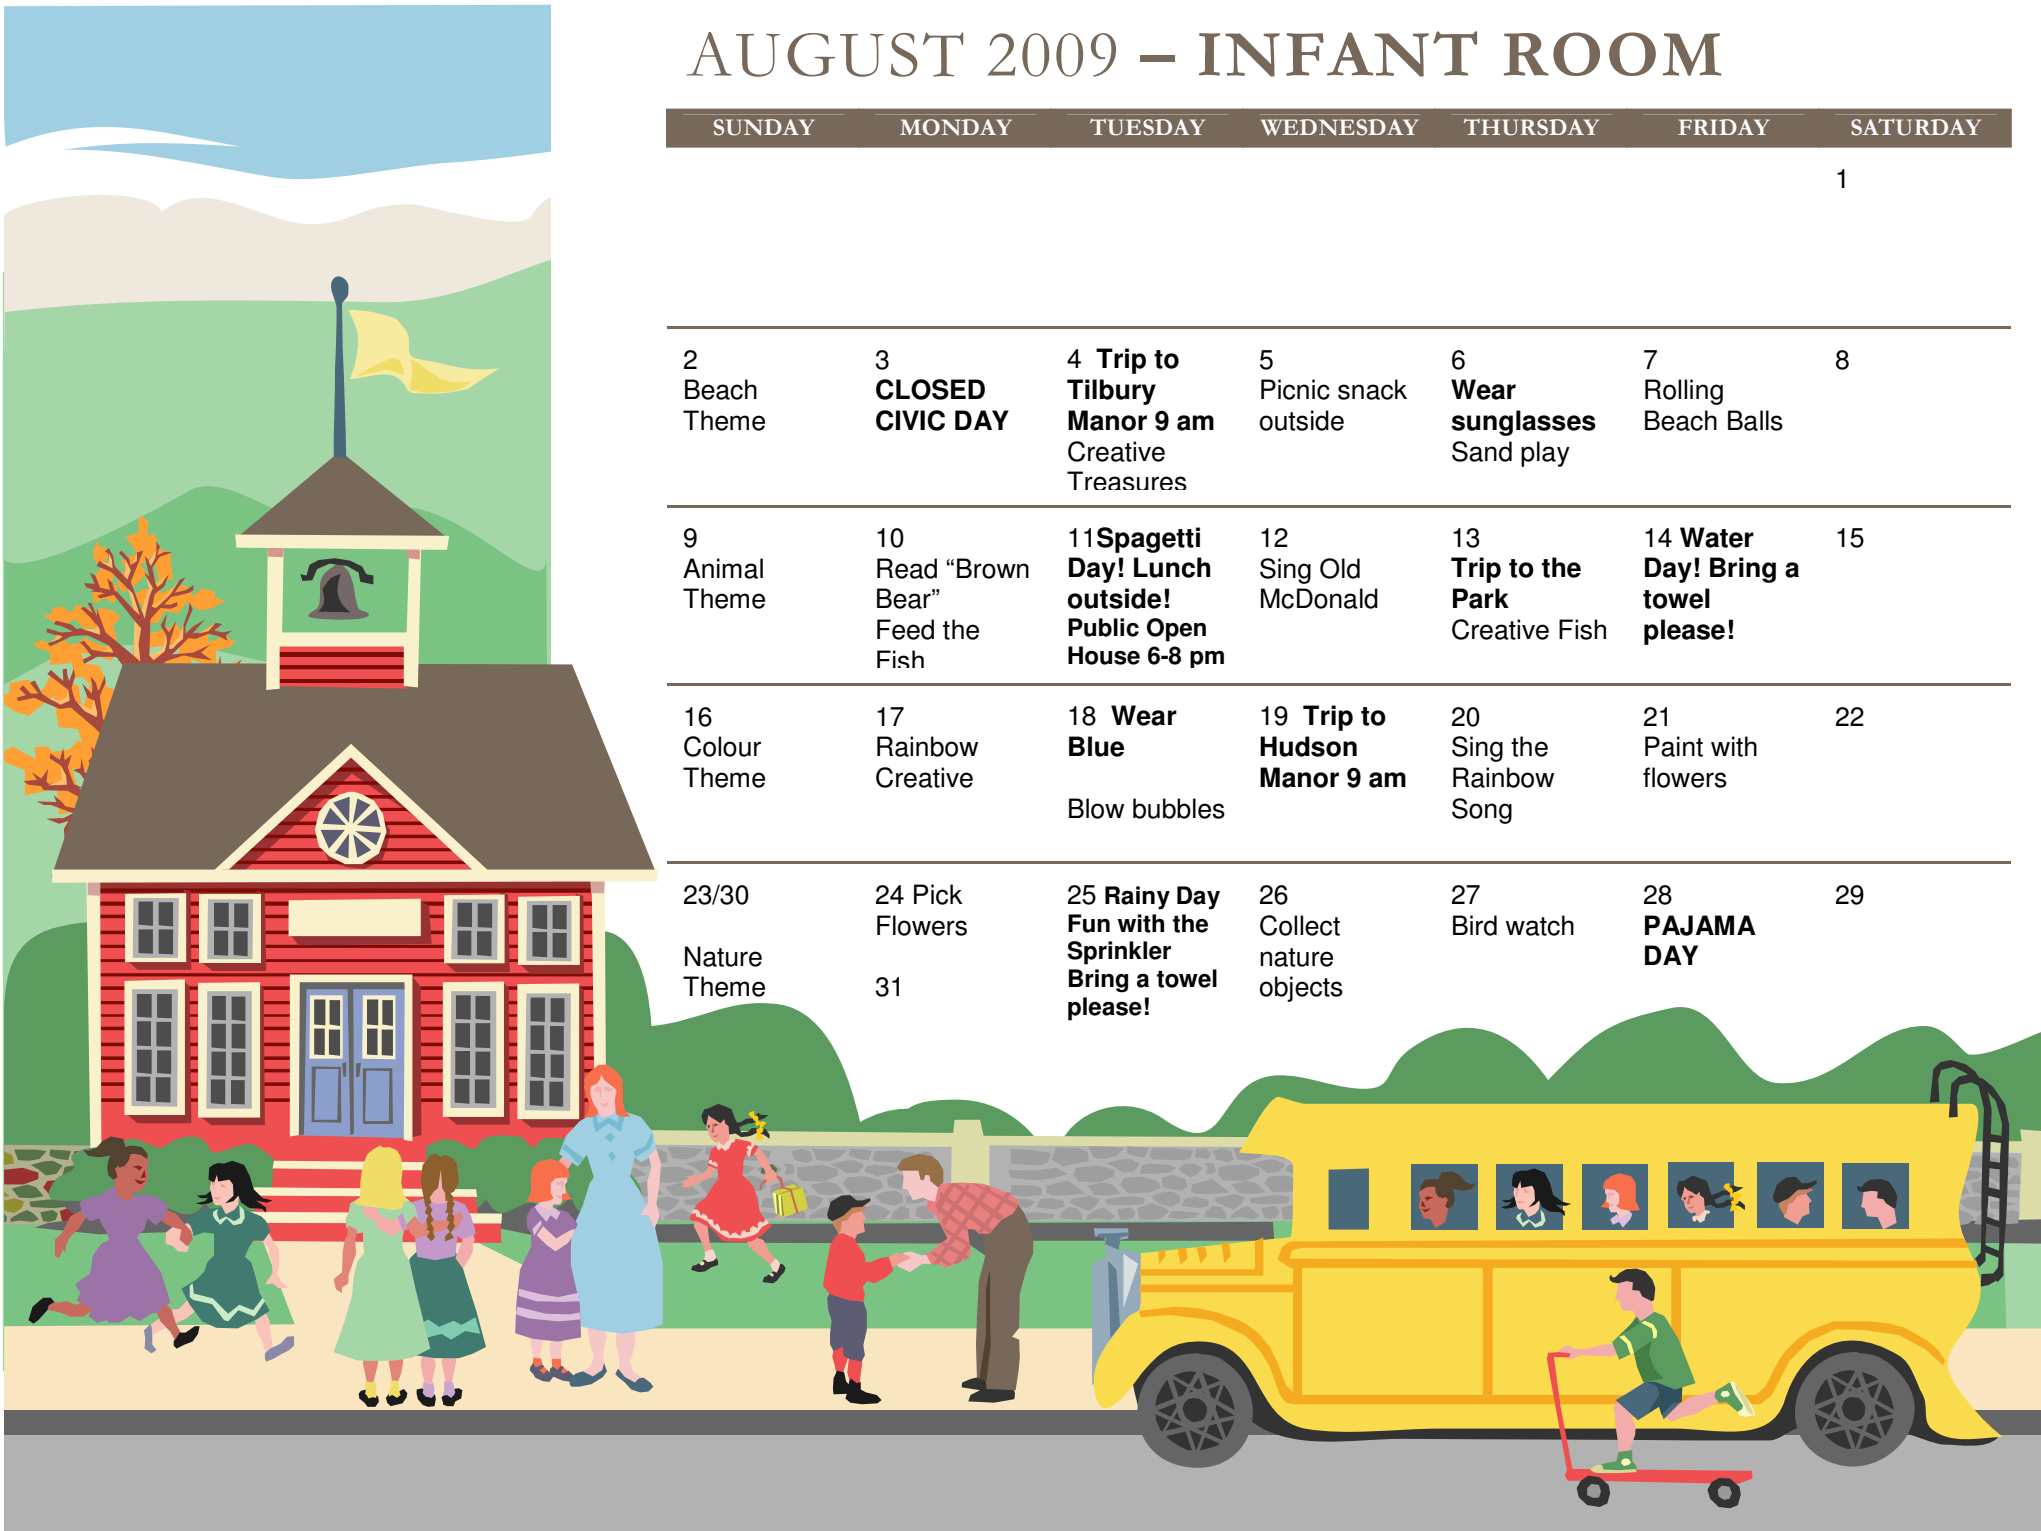 AUGUST 2009 – INFANT ROOM
SUNDAY MONDAY TUESDAY WEDNESDAY THURSDAY FRIDAY SATURDAY
1
2
Beach
Theme
3
CLOSED
CIVIC DAY
4 Trip to
Tilbury
Manor 9 am
Creative
Treasures
5
Picnic snack
outside
6
Wear
sunglasses
Sand play
7
Rolling
Beach Balls
8
9
Animal
Theme
10
Read “Brown
Bear”
Feed the
Fish
11Spagetti
Day! Lunch
outside!
Public Open
House 6-8 pm
12
Sing Old
McDonald
13
Trip to the
Park
Creative Fish
14 Water
Day! Bring a
towel
please!
15
16
Colour
Theme
17
Rainbow
Creative
18 Wear
Blue
Blow bubbles
19 Trip to
Hudson
Manor 9 am
20
Sing the
Rainbow
Song
21
Paint with
flowers
22
23/30
Nature
Theme
24 Pick
Flowers
31
25 Rainy Day
Fun with the
Sprinkler
Bring a towel
please!
26
Collect
nature
objects
27
Bird watch
28
PAJAMA
DAY
29